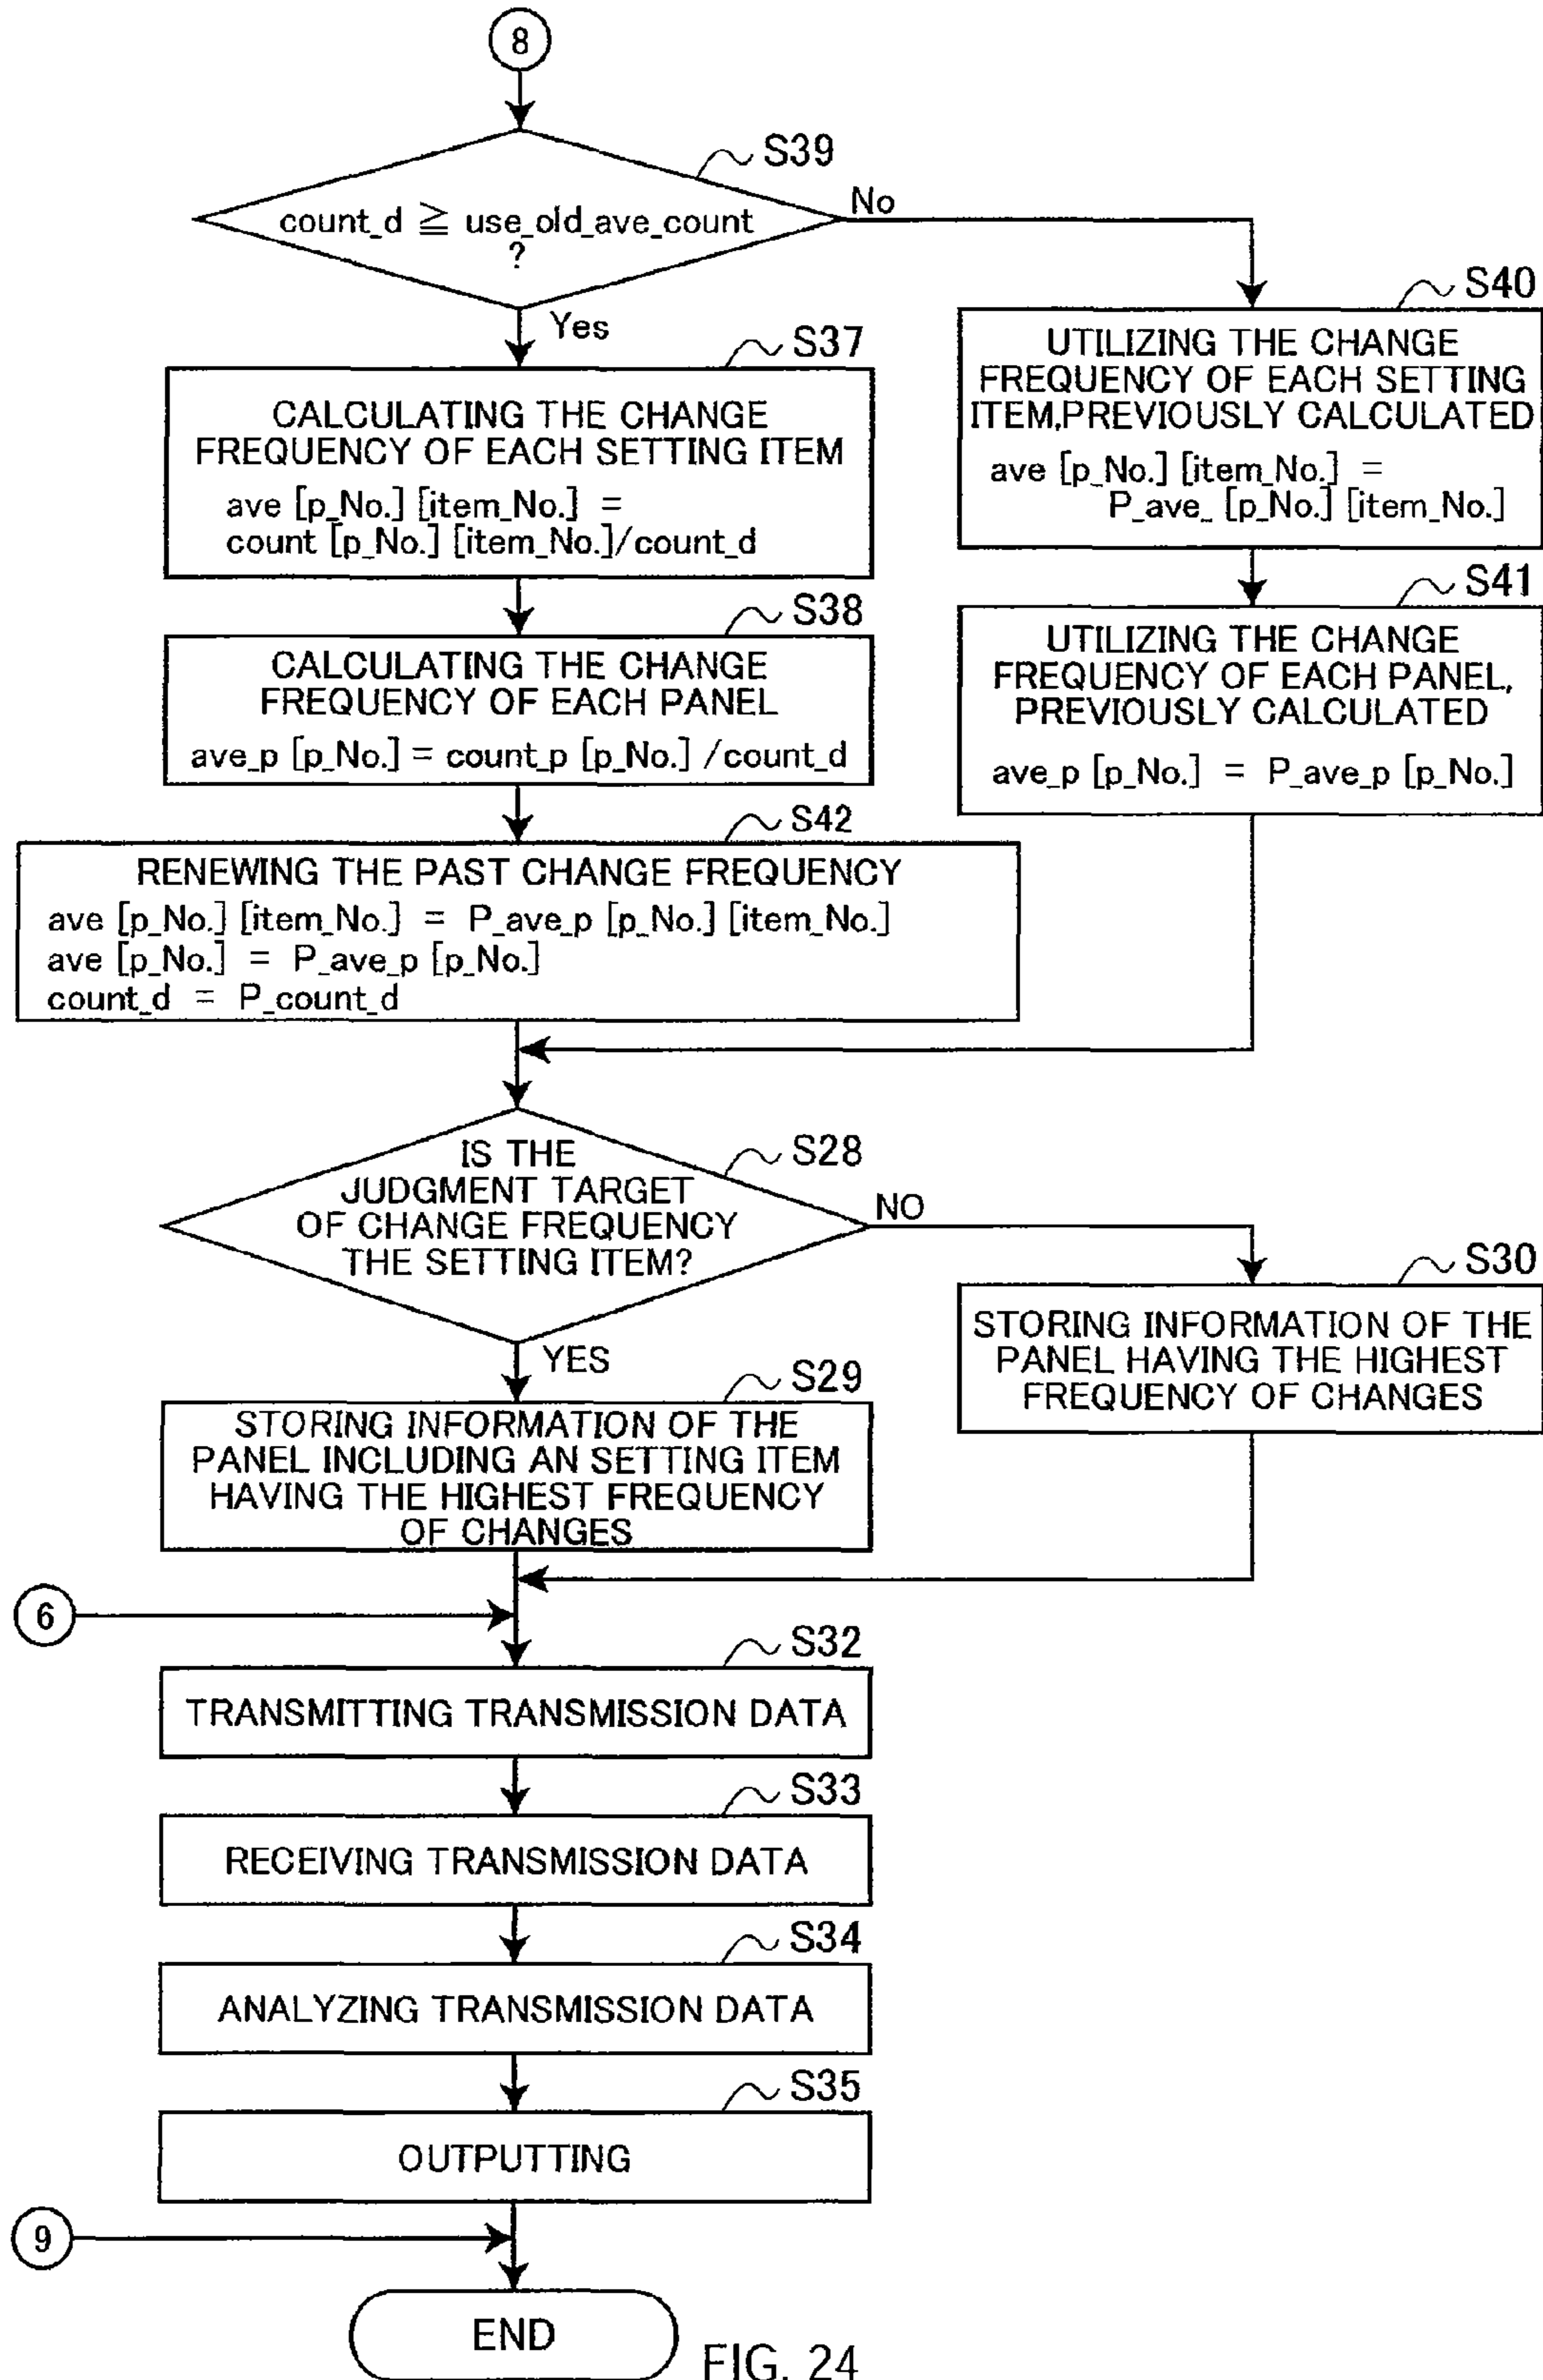 8
S39
count_d ≧ use_old_ave_count
?
No
Yes
S37
CALCULATING THE CHANGE
FREQUENCY OF EACH SETTING ITEM
ave [p_No.] [item_No.] =
count [p_No.] [item_No.]/count_d
S40
UTILIZING THE CHANGE
FREQUENCY OF EACH SETTING
ITEM,PREVIOUSLY CALCULATED
ave [p_No.] [item_No.] =
P_ave_ [p_No.] [item_No.]
S38
CALCULATING THE CHANGE
FREQUENCY OF EACH PANEL
ave_p [p_No.] = count_p [p_No.] /count_d
S41
UTILIZING THE CHANGE
FREQUENCY OF EACH PANEL,
PREVIOUSLY CALCULATED
ave_p [p_No.] = P_ave_p [p_No.]
S42
RENEWING THE PAST CHANGE FREQUENCY
ave [p_No.] [item_No.] = P_ave_p [p_No.] [item_No.]
ave [p_No.] = P_ave_p [p_No.]
count_d = P_count_d
S28
IS THE
JUDGMENT TARGET
OF CHANGE FREQUENCY
THE SETTING ITEM?
NO
YES
S30
STORING INFORMATION OF THE
PANEL HAVING THE HIGHEST
FREQUENCY OF CHANGES
S29
STORING INFORMATION OF THE
PANEL INCLUDING AN SETTING ITEM
HAVING THE HIGHEST FREQUENCY
OF CHANGES
6
S32
TRANSMITTING TRANSMISSION DATA
S33
RECEIVING TRANSMISSION DATA
S34
ANALYZING TRANSMISSION DATA
S35
OUTPUTTING
9
END
FIG. 24